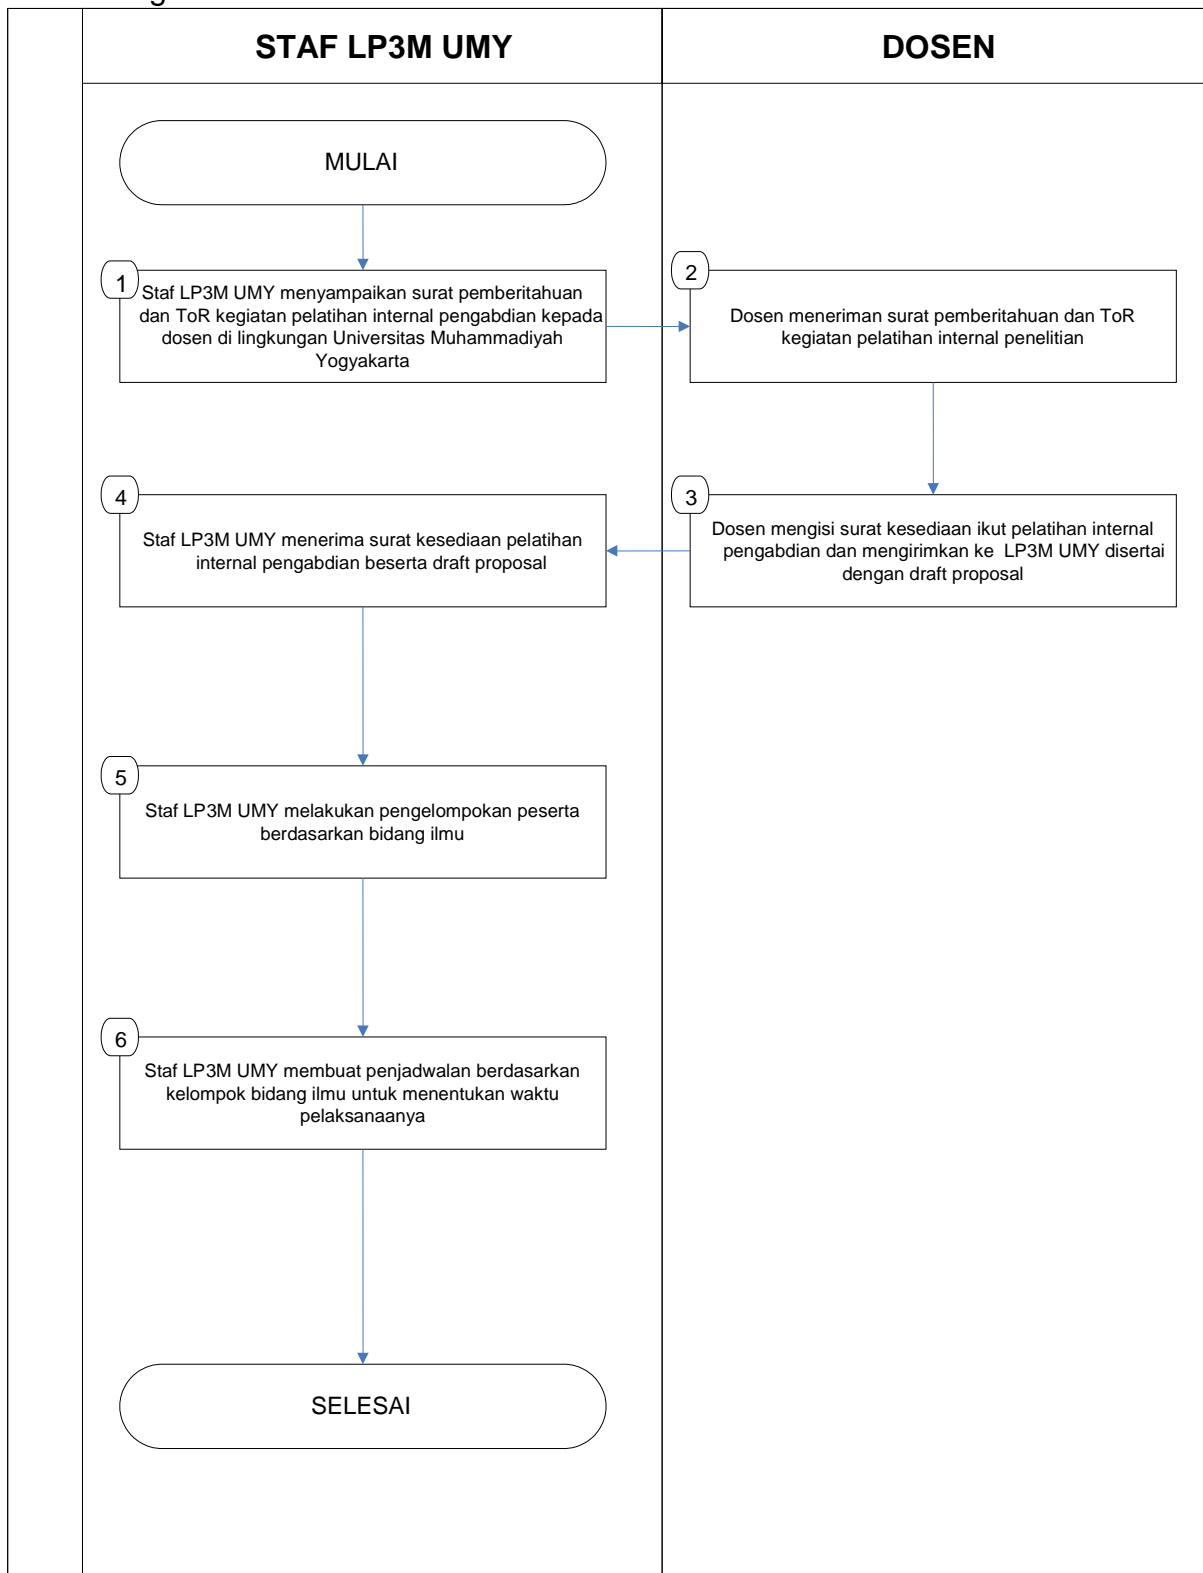 STAF LP3M UMY
DOSEN
MULAI
1
Staf LP3M UMY menyampaikan surat pemberitahuan
dan ToR kegiatan pelatihan internal pengabdian kepada
dosen di lingkungan Universitas Muhammadiyah
Yogyakarta
2
Dosen meneriman surat pemberitahuan dan ToR
kegiatan pelatihan internal penelitian
3
Dosen mengisi surat kesediaan ikut pelatihan internal
pengabdian dan mengirimkan ke LP3M UMY disertai
dengan draft proposal
4
Staf LP3M UMY menerima surat kesediaan pelatihan
internal pengabdian beserta draft proposal
5
Staf LP3M UMY melakukan pengelompokan peserta
berdasarkan bidang ilmu
6
Staf LP3M UMY membuat penjadwalan berdasarkan
kelompok bidang ilmu untuk menentukan waktu
pelaksanaanya
SELESAI